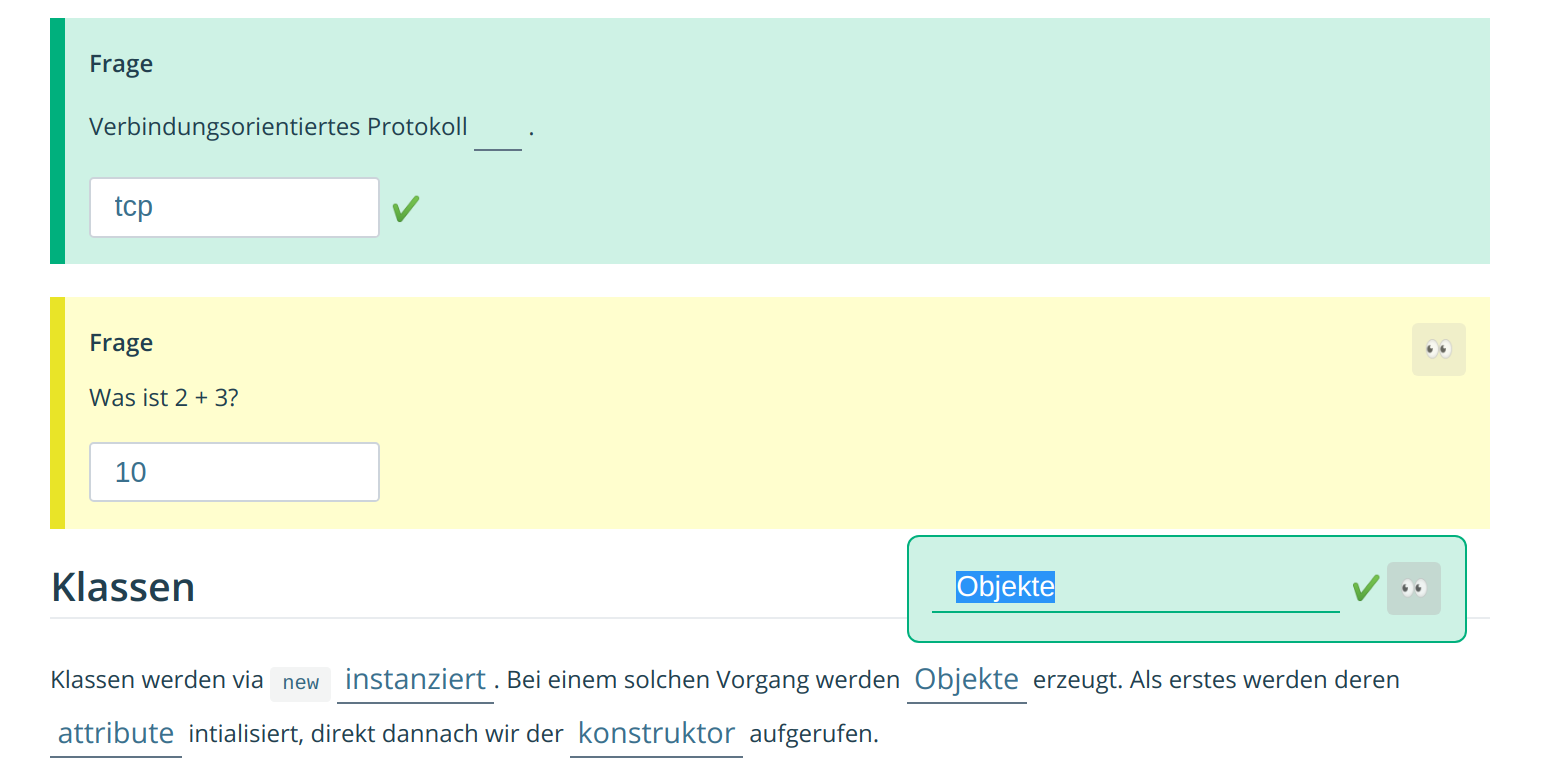 Frage
Verbindungsorientiertes Protokoll ___ .
tcp
Frage
Was ist 2 + 3?
10
Objekte
Klassen
Klassen werden via new instanziert . Bei einem solchen Vorgang werden Objekte erzeugt. Als erstes werden deren
attribute intialisiert, direkt dannach wir der konstruktor aufgerufen.